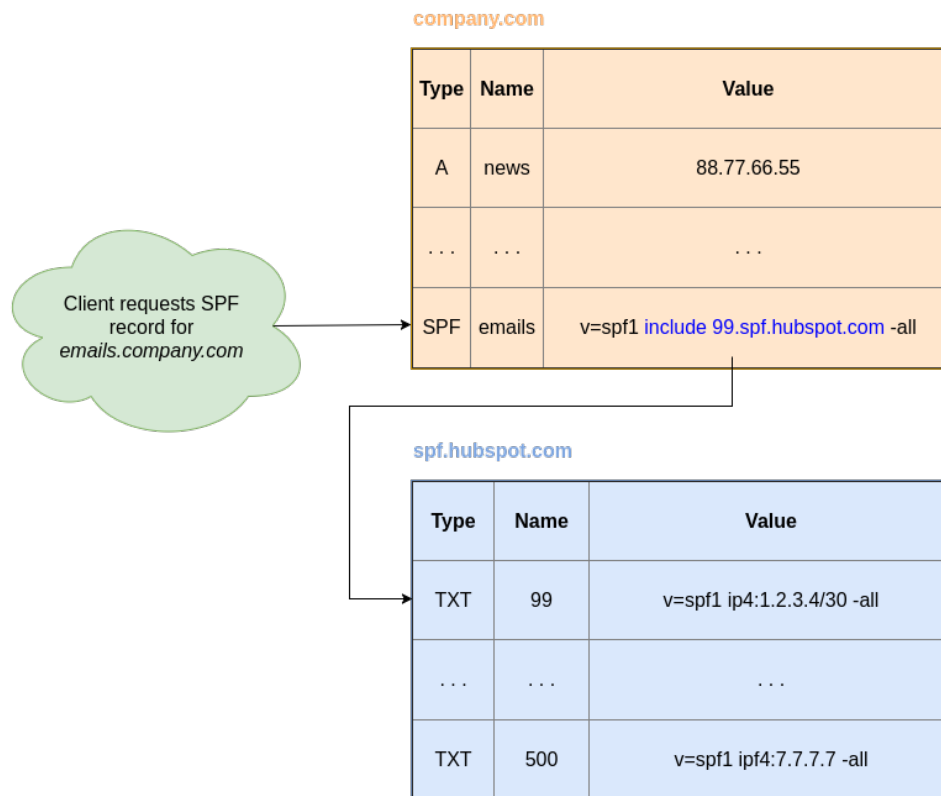 company.com
Type Name Value
A news 88.77.66.55
. . . . . . . . .
SPF emails v=spf1 include 99.spf.hubspot.com -all
Client requests SPF
record for
emails.company.com
spf.hubspot.com
Type Name Value
TXT 99 v=spf1 ip4:1.2.3.4/30 -all
. . . . . . . . .
TXT 500 v=spf1 ipf4:7.7.7.7 -all